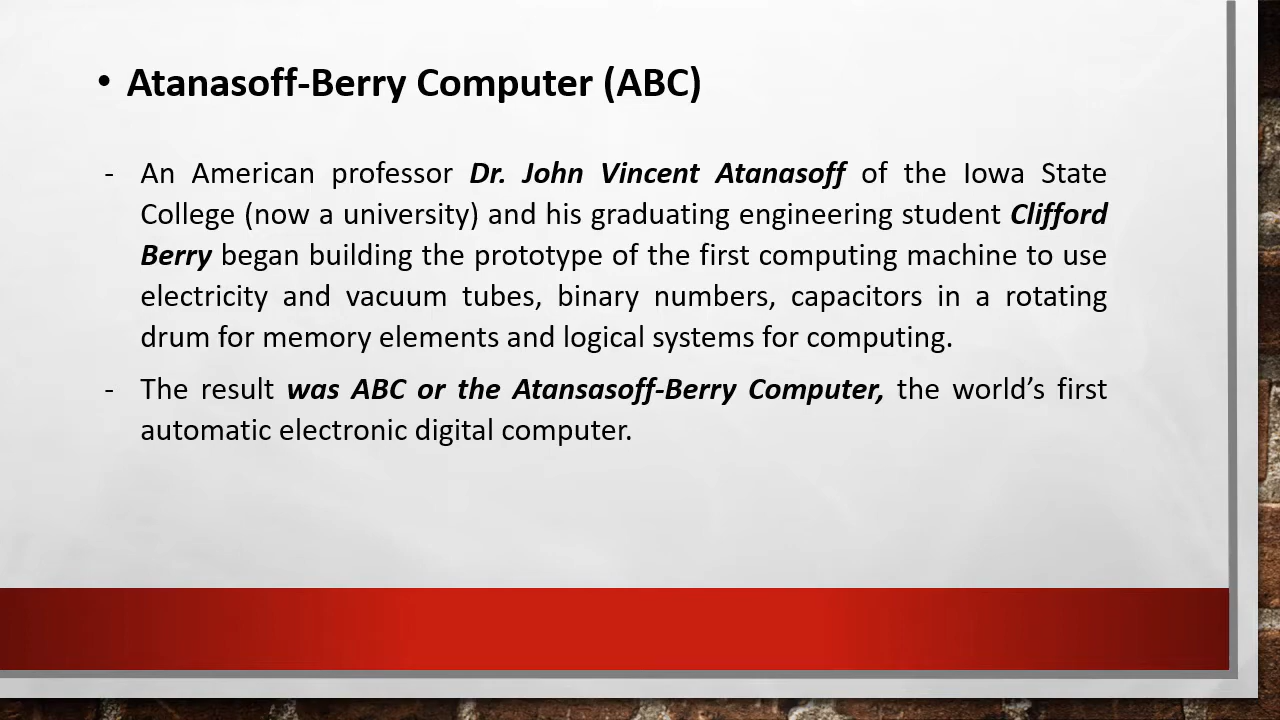 • Atanasoff-Berry Computer (ABC)
- An American professor Dr. John Vincent Atanasoff of the Iowa State
College (now a university) and his graduating engineering student Clifford
Berry began building the prototype of the first computing machine to use
electricity and vacuum tubes, binary numbers, capacitors in a rotating
drum for memory elements and logical systems for computing.
- The result was ABC or the Atansasoff-Berry Computer, the world’s first
automatic electronic digital computer.